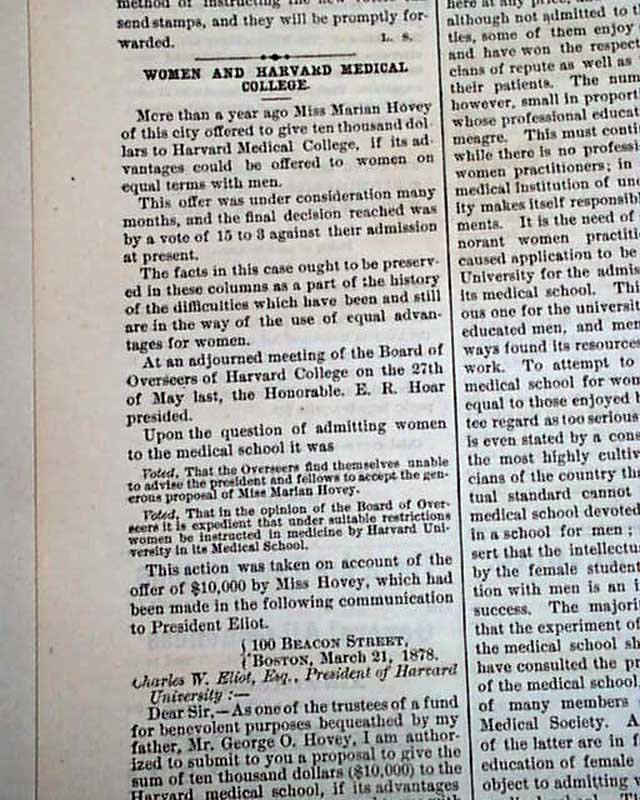 method of instructing the new voters can
send stamps, and they will be promptly for-
warded. L. S.
WOMEN AND HARVARD MEDICAL
COLLEGE.
More than a year ago Miss Marian Hovey
of this city offered to give ten thousand dol-
lars to Harvard Medical College, if its ad-
vantages could be offered to women on
equal terms with men.
This offer was under consideration many
months, and the final decision reached was
by a vote of 15 to 3 against their admission
at present.
The facts in this case ought to be preserv-
ed in these columns as a part of the history
of the difficulties which have been and still
are in the way of the use of equal advan-
tages for women.
At an adjourned meeting of the Board of
Overseers of Harvard College on the 27th
of May last, the Honorable. E. R. Hoar
presided.
Upon the question of admitting women
to the medical school it was
Voted, That the Overseers find themselves unable
to advise the president and fellows to accept the gen-
erous proposal of Miss Marian Hovey.
Voted, That in the opinion of the Board of Over-
seers it is expedient that under suitable restrictions
women be instructed in medicine by Harvard Uni-
versity in its Medical School.
This action was taken on account of the
offer of $10,000 by Miss Hovey, which had
been made in the following communication
to President Eliot.
100 BEACON STREET,
BOSTON, March 21, 1878.
Charles W. Eliot, Esq., President of Harvard
University :—
Dear Sir,—As one of the trustees of a fund
for benevolent purposes bequeathed by my
father, Mr. George O. Hovey, I am author-
ized to submit to you a proposal to give the
sum of ten thousand dollars ($10,000) to the
Harvard medical school, if its advantages
here at any price, and
although not admitted to t
ties, some of them enjoy
and have won the respect
cians of repute as well as
their patients. The num
however, small in proport
whose professional educat
meagre. This must conti
while there is no professi
women practitioners; in
medical institution of un
ity makes itself responsibl
ments. It is the need of
norant women practiti
caused application to be
University for the admis
its medical school. Thi
ous one for the universi
educated men, and mer
ways found its resources
work. To attempt to
medical school for wom
equal to those enjoyed b
tee regard as too serious
is even stated by a cons
the most highly cultiv
cians of the country tha
tual standard cannot
medical school devoted
in a school for men ;
sert that the intellectu
by the female student
tion with men is an i
success. The majori
that the experiment of
the medical school sh
have consulted the pr
of the medical school,
of many members
Medical Society. A
of the latter are in f
education of female
object to admitting